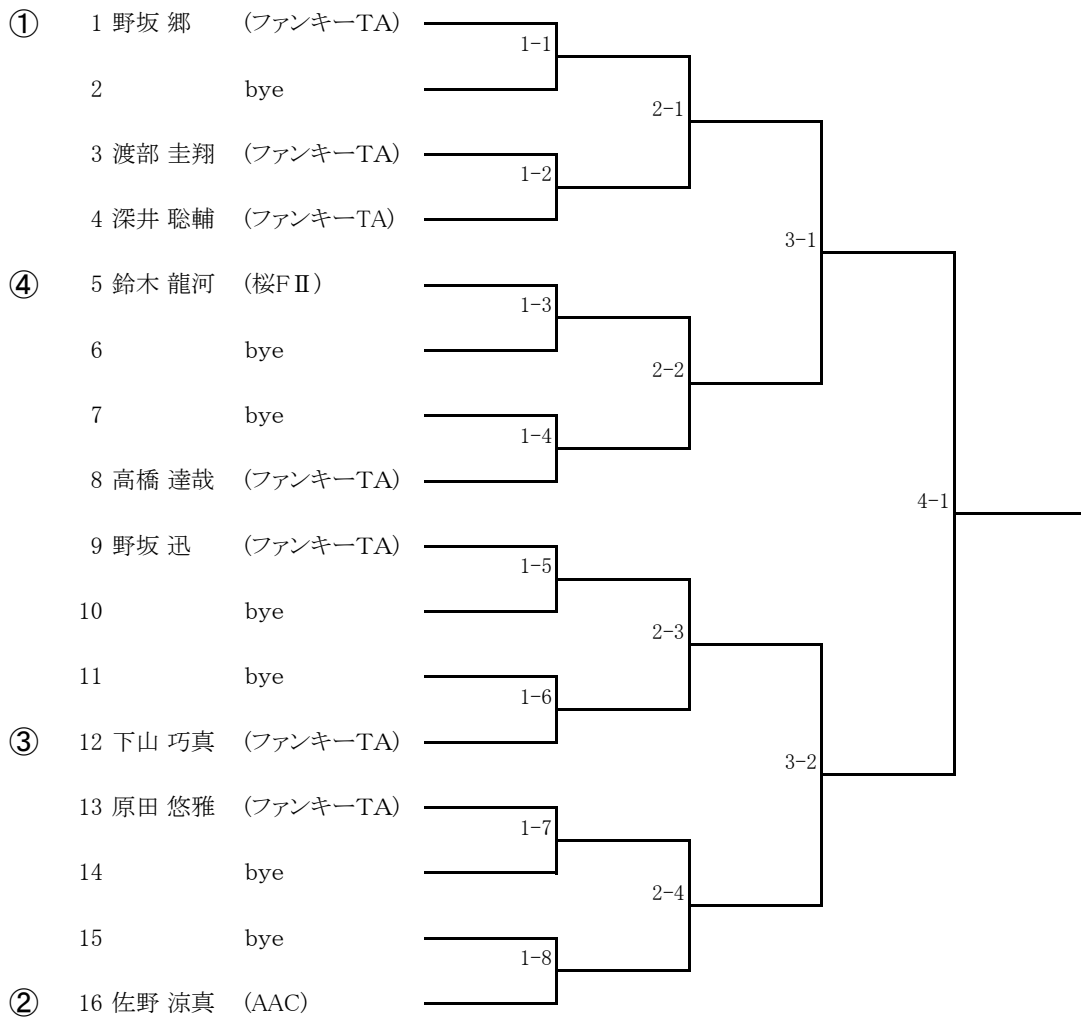 ① 1 野坂 郷 (ファンキーTA)
1-1
2 bye
2-1
3 渡部 圭翔 (ファンキーTA)
1-2
4 深井 聡輔 (ファンキーTA)
3-1
④ 5 鈴木 龍河 (桜FⅡ)
1-3
6 bye
2-2
7 bye
1-4
8 高橋 達哉 (ファンキーTA)
4-1
9 野坂 迅 (ファンキーTA)
1-5
10 bye
2-3
11 bye
1-6
③ 12 下山 巧真 (ファンキーTA)
3-2
13 原田 悠雅 (ファンキーTA)
1-7
14 bye
2-4
15 bye
1-8
② 16 佐野 涼真 (AAC)